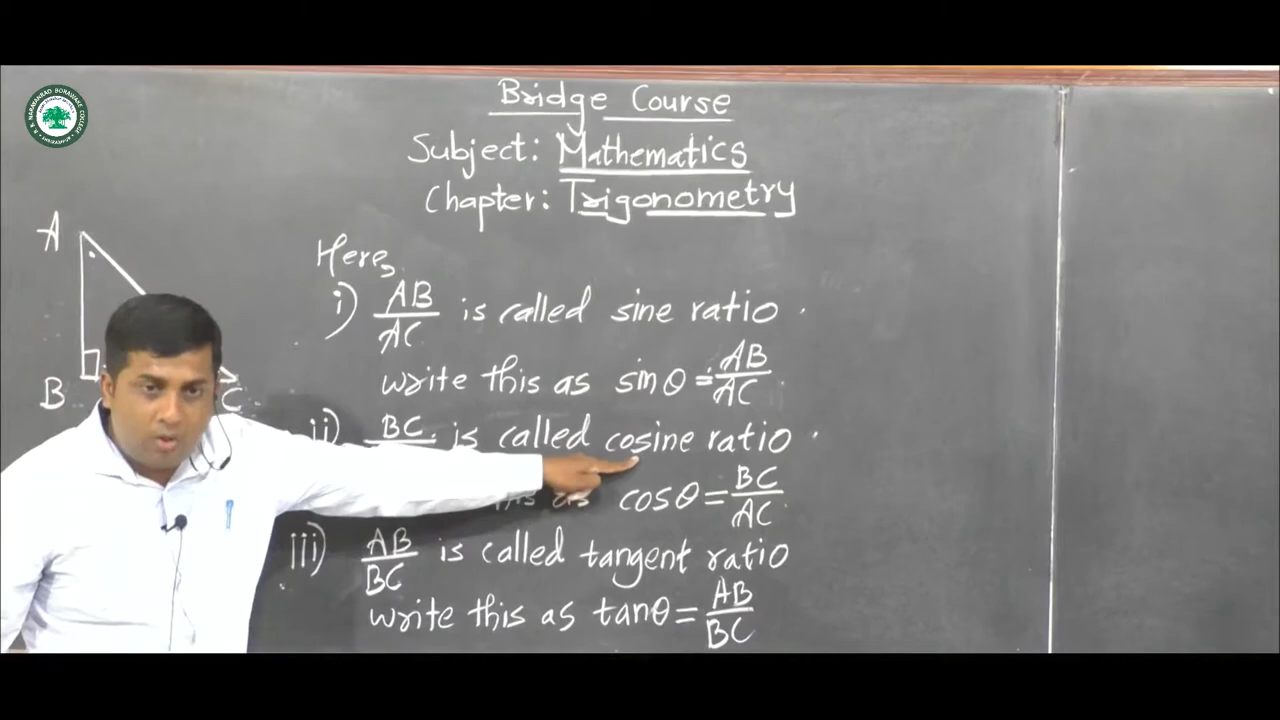 Bridge Course
Subject: Mathematics
Chapter: Trigonometry
A
B
C
Here,
i) AB/AC is called sine ratio.
write this as sinθ = AB/AC
ii) BC is called cosine ratio.
this as cosθ = BC/AC
iii) AB/BC is called tangent ratio
write this as tanθ = AB/BC